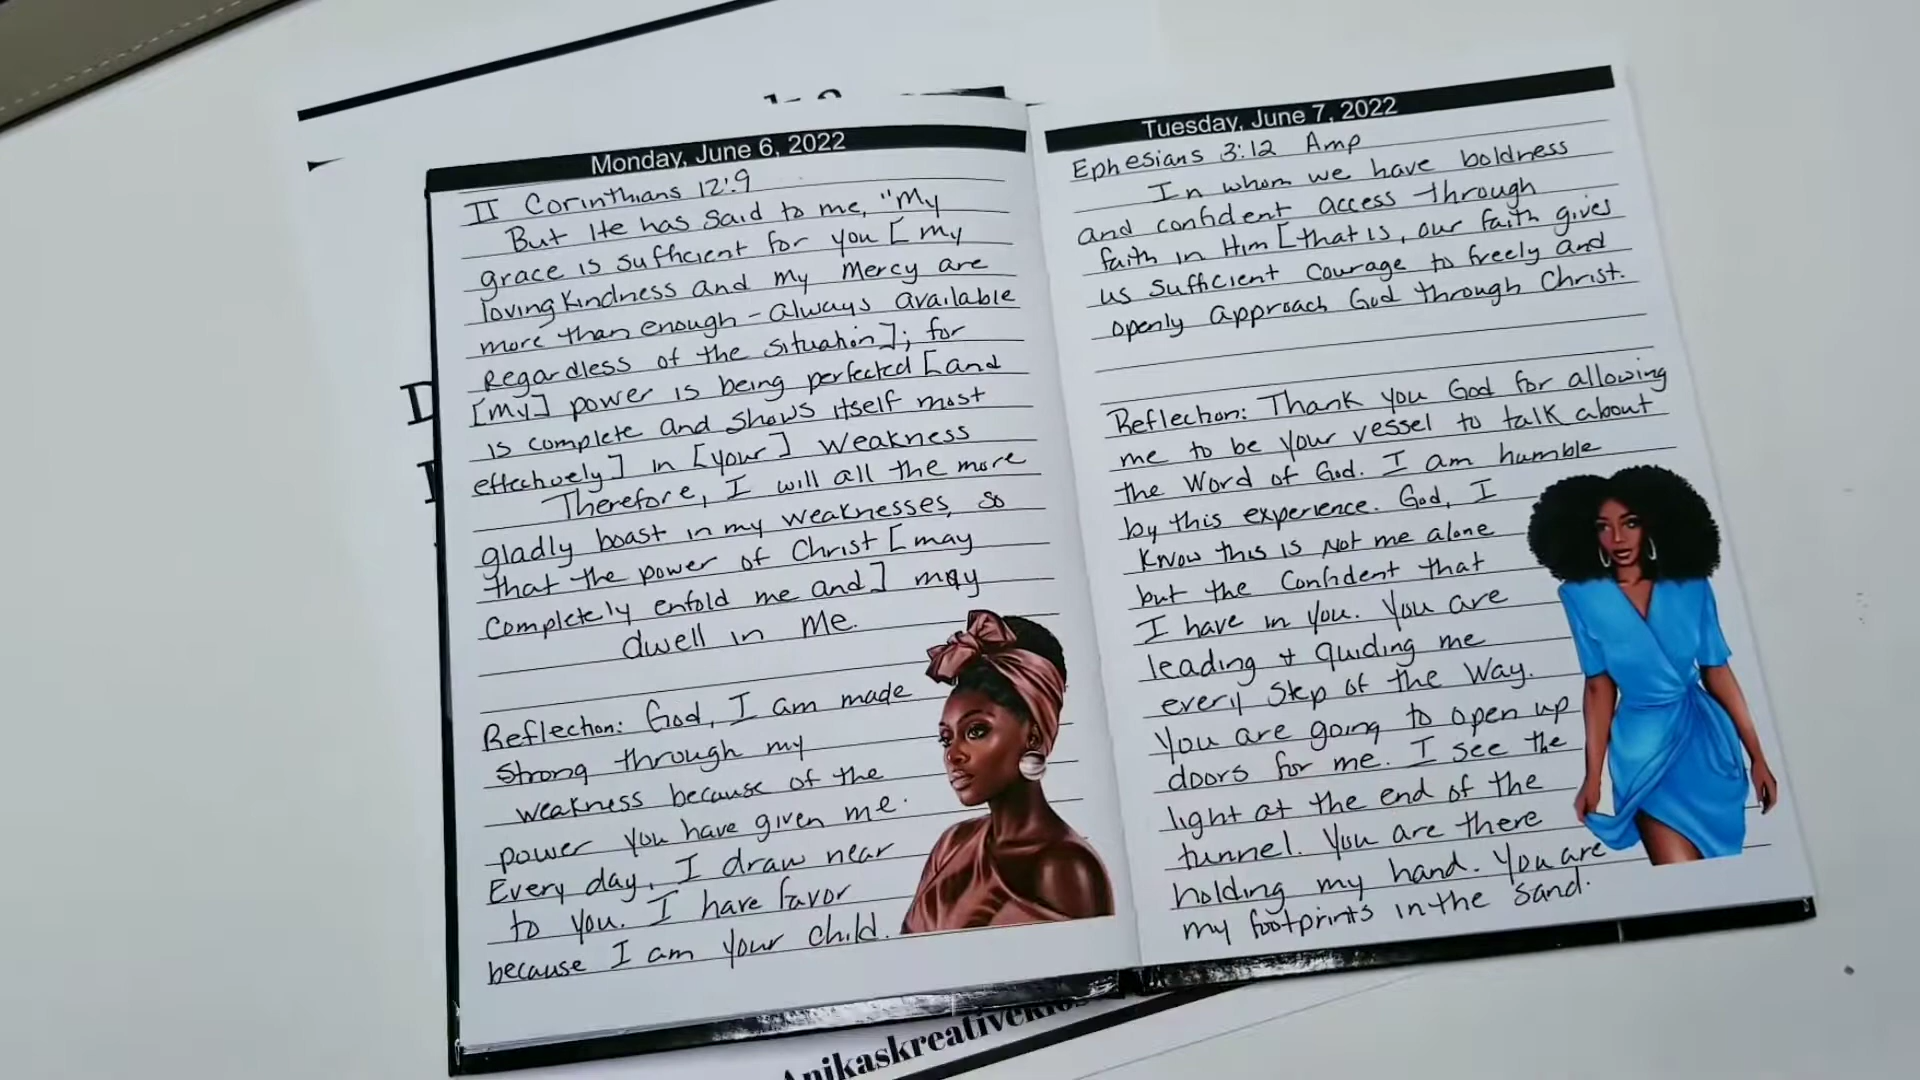 Monday, June 6, 2022
II Corinthians 12:9
But He has said to me, "My
grace is sufficient for you [my
lovingkindness and my Mercy are
more than enough - always available
Regardless of the situation]; for
[my] power is being perfected [and
is complete and shows itself most
effectively] in [your] weakness
Therefore, I will all the more
gladly boast in my weaknesses, so
that the power of Christ [may
completely enfold me and] may
dwell in Me.
Reflection: God, I am made
strong through my
weakness because of the
power you have given me.
Every day, I draw near
to you. I have favor
because I am your child.
Tuesday, June 7, 2022
Ephesians 3:12 Amp
In whom we have boldness
and confident access through
faith in Him [that is, our faith gives
us sufficient courage to freely and
openly approach God through Christ.
Reflection: Thank you God for allowing
me to be your vessel to talk about
the Word of God. I am humble
by this experience. God, I
know this is Not me alone
but the Confident that
I have in you. You are
leading + guiding me
every step of the way.
You are going to open up
doors for me. I see the
light at the end of the
tunnel. You are there
holding my hand. You are
my footprints in the sand.